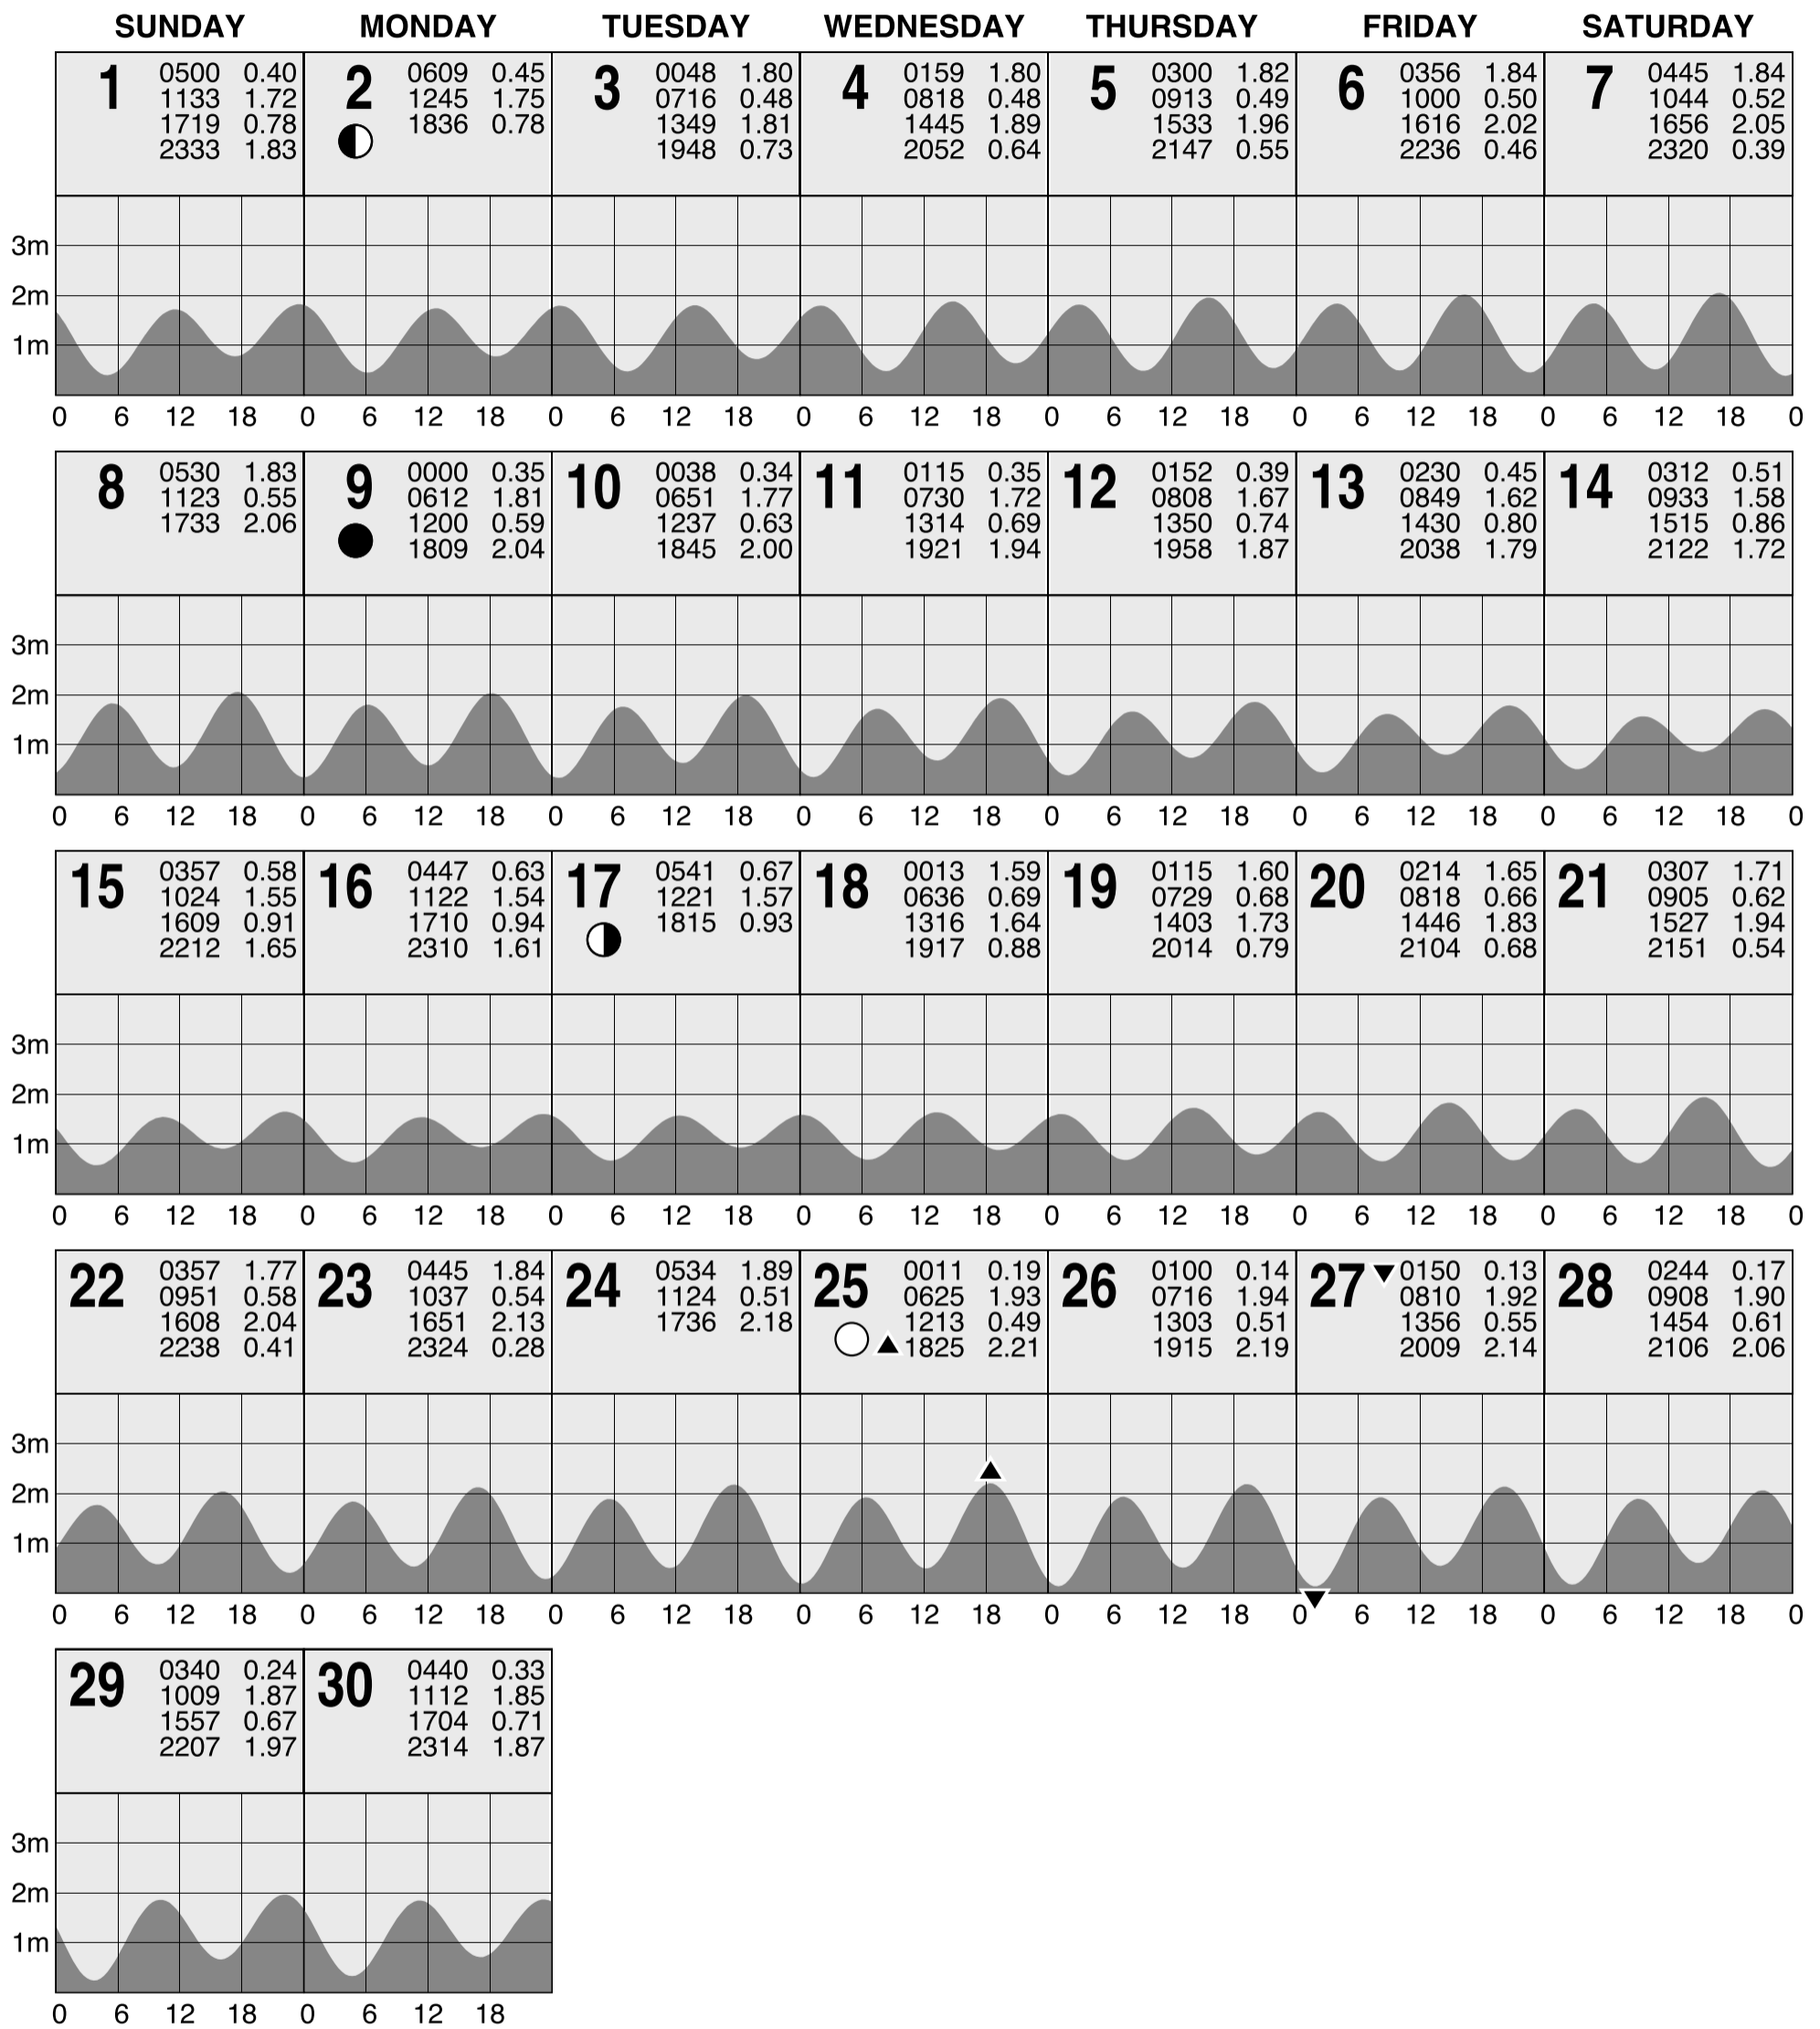 SUNDAY MONDAY TUESDAY WEDNESDAY THURSDAY FRIDAY SATURDAY
1 0500 0.40
1133 1.72
1719 0.78
2333 1.83
2 0609 0.45
1245 1.75
1836 0.78
3 0048 1.80
0716 0.48
1349 1.81
1948 0.73
4 0159 1.80
0818 0.48
1445 1.89
2052 0.64
5 0300 1.82
0913 0.49
1533 1.96
2147 0.55
6 0356 1.84
1000 0.50
1616 2.02
2236 0.46
7 0445 1.84
1044 0.52
1656 2.05
2320 0.39
3m
2m
1m
0 6 12 18 0 6 12 18 0 6 12 18 0 6 12 18 0 6 12 18 0 6 12 18 0 6 12 18 0
8 0530 1.83
1123 0.55
1733 2.06
9 0000 0.35
0612 1.81
1200 0.59
1809 2.04
10 0038 0.34
0651 1.77
1237 0.63
1845 2.00
11 0115 0.35
0730 1.72
1314 0.69
1921 1.94
12 0152 0.39
0808 1.67
1350 0.74
1958 1.87
13 0230 0.45
0849 1.62
1430 0.80
2038 1.79
14 0312 0.51
0933 1.58
1515 0.86
2122 1.72
3m
2m
1m
0 6 12 18 0 6 12 18 0 6 12 18 0 6 12 18 0 6 12 18 0 6 12 18 0 6 12 18 0
15 0357 0.58
1024 1.55
1609 0.91
2212 1.65
16 0447 0.63
1122 1.54
1710 0.94
2310 1.61
17 0541 0.67
1221 1.57
1815 0.93
18 0013 1.59
0636 0.69
1316 1.64
1917 0.88
19 0115 1.60
0729 0.68
1403 1.73
2014 0.79
20 0214 1.65
0818 0.66
1446 1.83
2104 0.68
21 0307 1.71
0905 0.62
1527 1.94
2151 0.54
3m
2m
1m
0 6 12 18 0 6 12 18 0 6 12 18 0 6 12 18 0 6 12 18 0 6 12 18 0 6 12 18 0
22 0357 1.77
0951 0.58
1608 2.04
2238 0.41
23 0445 1.84
1037 0.54
1651 2.13
2324 0.28
24 0534 1.89
1124 0.51
1736 2.18
25 0011 0.19
0625 1.93
1213 0.49
1825 2.21
26 0100 0.14
0716 1.94
1303 0.51
1915 2.19
27 0150 0.13
0810 1.92
1356 0.55
2009 2.14
28 0244 0.17
0908 1.90
1454 0.61
2106 2.06
3m
2m
1m
0 6 12 18 0 6 12 18 0 6 12 18 0 6 12 18 0 6 12 18 0 6 12 18 0 6 12 18 0
29 0340 0.24
1009 1.87
1557 0.67
2207 1.97
30 0440 0.33
1112 1.85
1704 0.71
2314 1.87
3m
2m
1m
0 6 12 18 0 6 12 18